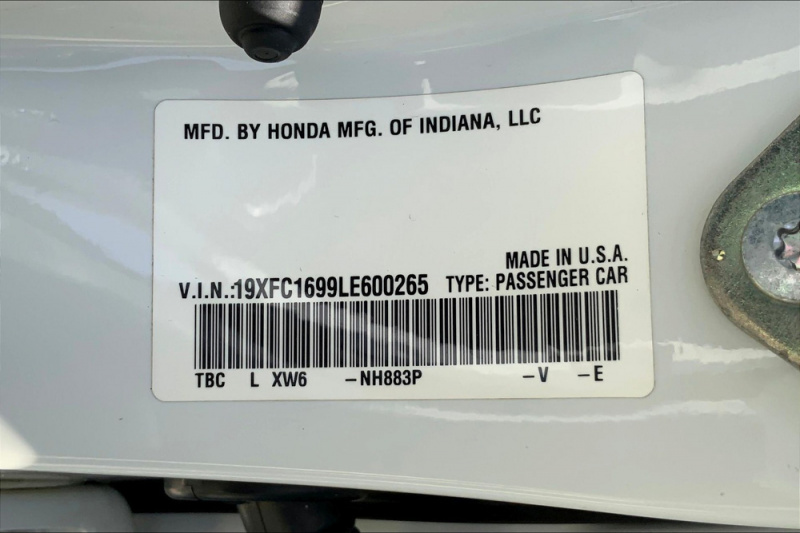 MFD. BY HONDA MFG. OF INDIANA, LLC
MADE IN U.S.A.
V.I.N.:19XFC1699LE600265 TYPE: PASSENGER CAR
TBC L XW6 –NH883P –V –E